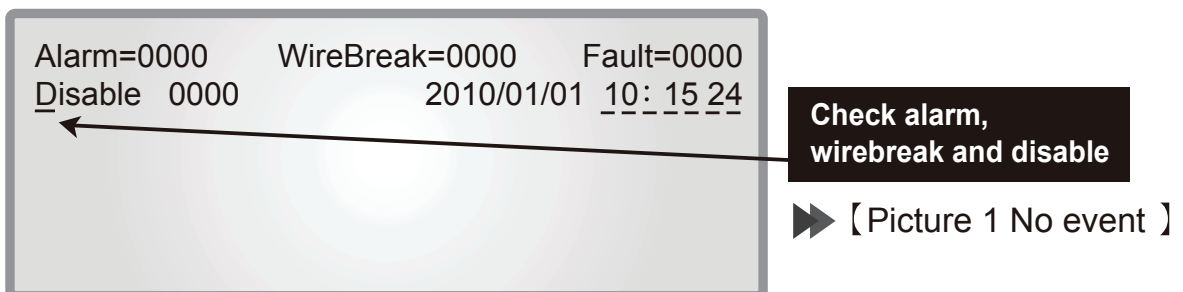 Alarm=0000 WireBreak=0000 Fault=0000
Disable 0000 2010/01/01 10: 15 24
Check alarm,
wirebreak and disable
【Picture 1 No event 】